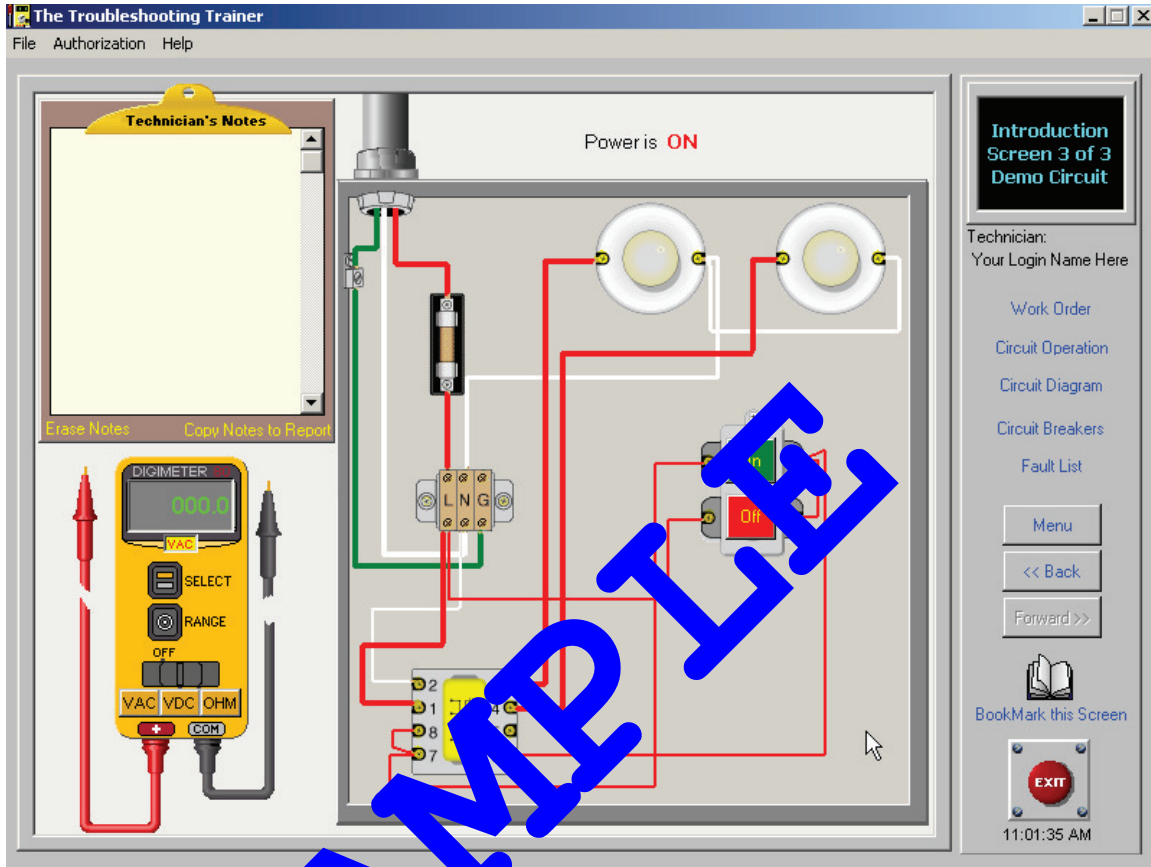 The Troubleshooting Trainer
File Authorization Help
Technician's Notes
Erase Notes Copy Notes to Report
Power is ON
DIGIMETER
000.0
VAC
SELECT
RANGE
OFF
VAC VDC OHM
+ COM
L N G
Off
2
1
8
7
4
Introduction
Screen 3 of 3
Demo Circuit
Technician:
Your Login Name Here
Work Order
Circuit Operation
Circuit Diagram
Circuit Breakers
Fault List
Menu
<< Back
Forward >>
BookMark this Screen
EXIT
11:01:35 AM
AMPLE